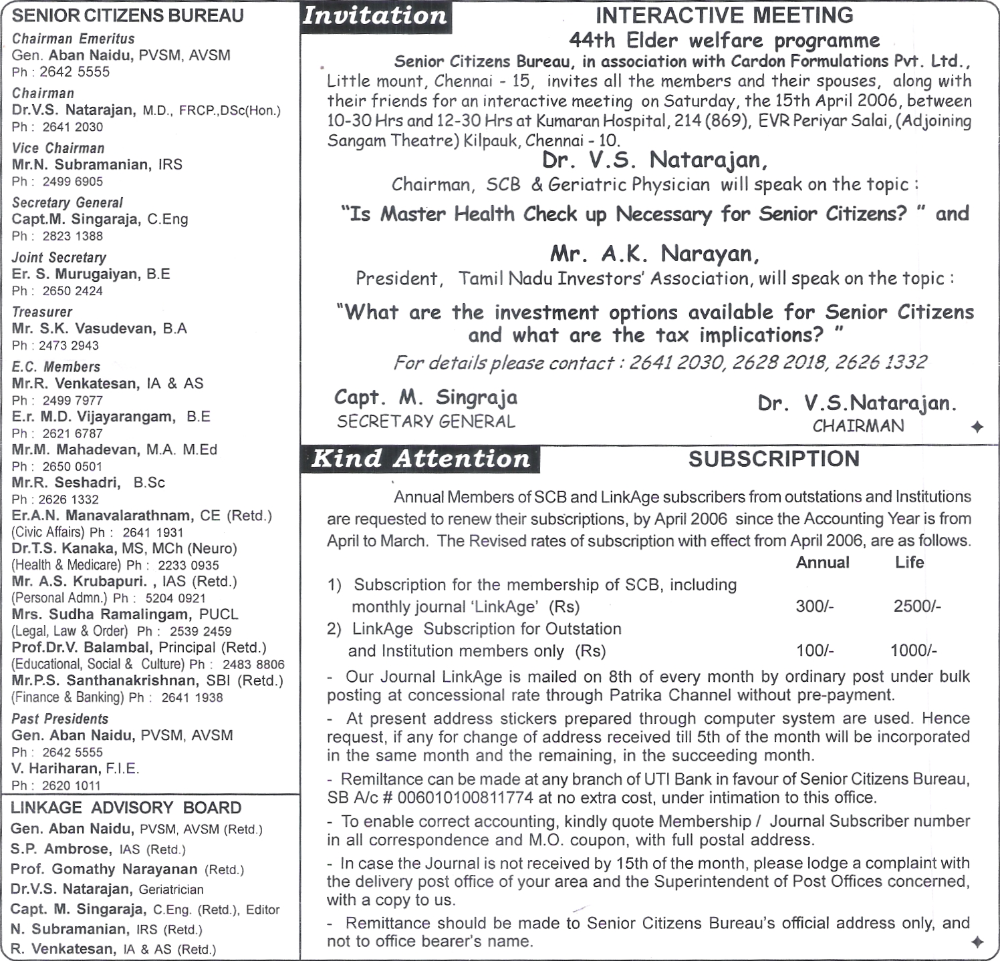 SENIOR CITIZENS BUREAU
Chairman Emeritus
Gen. Aban Naidu, PVSM, AVSM
Ph : 2642 5555
Chairman
Dr.V.S. Natarajan, M.D., FRCP.,DSc(Hon.)
Ph : 2641 2030
Vice Chairman
Mr.N. Subramanian, IRS
Ph : 2499 6905
Secretary General
Capt.M. Singaraja, C.Eng
Ph : 2823 1388
Joint Secretary
Er. S. Murugaiyan, B.E
Ph : 2650 2424
Treasurer
Mr. S.K. Vasudevan, B.A
Ph : 2473 2943
E.C. Members
Mr.R. Venkatesan, IA & AS
Ph : 2499 7977
E.r. M.D. Vijayarangam, B.E
Ph : 2621 6787
Mr.M. Mahadevan, M.A. M.Ed
Ph : 2650 0501
Mr.R. Seshadri, B.Sc
Ph : 2626 1332
Er.A.N. Manavalarathnam, CE (Retd.)
(Civic Affairs) Ph : 2641 1931
Dr.T.S. Kanaka, MS, MCh (Neuro)
(Health & Medicare) Ph : 2233 0935
Mr. A.S. Krubapuri. , IAS (Retd.)
(Personal Admn.) Ph : 5204 0921
Mrs. Sudha Ramalingam, PUCL
(Legal, Law & Order) Ph : 2539 2459
Prof.Dr.V. Balambal, Principal (Retd.)
(Educational, Social & Culture) Ph : 2483 8806
Mr.P.S. Santhanakrishnan, SBI (Retd.)
(Finance & Banking) Ph : 2641 1938
Past Presidents
Gen. Aban Naidu, PVSM, AVSM
Ph : 2642 5555
V. Hariharan, F.I.E.
Ph : 2620 1011
LINKAGE ADVISORY BOARD
Gen. Aban Naidu, PVSM, AVSM (Retd.)
S.P. Ambrose, IAS (Retd.)
Prof. Gomathy Narayanan (Retd.)
Dr.V.S. Natarajan, Geriatrician
Capt. M. Singaraja, C.Eng. (Retd.), Editor
N. Subramanian, IRS (Retd.)
R. Venkatesan, IA & AS (Retd.)
Invitation
INTERACTIVE MEETING
44th Elder welfare programme
Senior Citizens Bureau, in association with Cardon Formulations Pvt. Ltd.,
Little mount, Chennai - 15, invites all the members and their spouses, along with
their friends for an interactive meeting on Saturday, the 15th April 2006, between
10-30 Hrs and 12-30 Hrs at Kumaran Hospital, 214 (869), EVR Periyar Salai, (Adjoining
Sangam Theatre) Kilpauk, Chennai - 10.
Dr. V.S. Natarajan,
Chairman, SCB & Geriatric Physician will speak on the topic :
“Is Master Health Check up Necessary for Senior Citizens? ” and
Mr. A.K. Narayan,
President, Tamil Nadu Investors’ Association, will speak on the topic :
“What are the investment options available for Senior Citizens
and what are the tax implications? ”
For details please contact : 2641 2030, 2628 2018, 2626 1332
Capt. M. Singraja
SECRETARY GENERAL
Dr. V.S.Natarajan.
CHAIRMAN
Kind Attention
SUBSCRIPTION
Annual Members of SCB and LinkAge subscribers from outstations and Institutions
are requested to renew their subscriptions, by April 2006 since the Accounting Year is from
April to March. The Revised rates of subscription with effect from April 2006, are as follows.
Annual Life
1) Subscription for the membership of SCB, including
monthly journal ‘LinkAge’ (Rs) 300/- 2500/-
2) LinkAge Subscription for Outstation
and Institution members only (Rs) 100/- 1000/-
- Our Journal LinkAge is mailed on 8th of every month by ordinary post under bulk
posting at concessional rate through Patrika Channel without pre-payment.
- At present address stickers prepared through computer system are used. Hence
request, if any for change of address received till 5th of the month will be incorporated
in the same month and the remaining, in the succeeding month.
- Remiltance can be made at any branch of UTI Bank in favour of Senior Citizens Bureau,
SB A/c # 006010100811774 at no extra cost, under intimation to this office.
- To enable correct accounting, kindly quote Membership / Journal Subscriber number
in all correspondence and M.O. coupon, with full postal address.
- In case the Journal is not received by 15th of the month, please lodge a complaint with
the delivery post office of your area and the Superintendent of Post Offices concerned,
with a copy to us.
- Remittance should be made to Senior Citizens Bureau's official address only, and
not to office bearer's name.